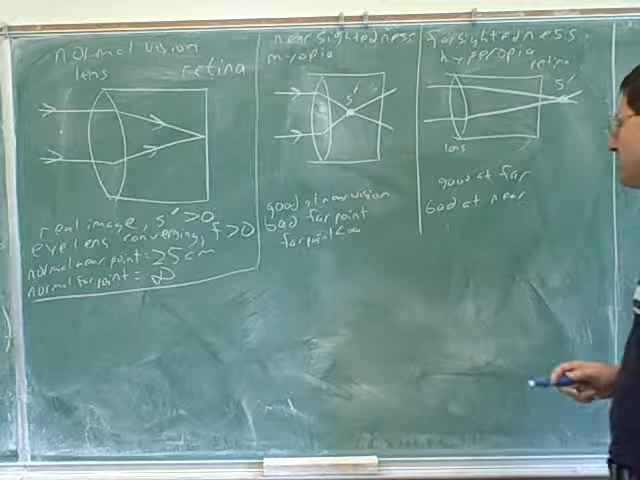 normal vision
lens retina
real image, s' > 0
eye lens converging, f > 0
normal near point = 25 cm
normal far point = ∞
nearsightedness
myopia
s'
good at near vision
bad far point
far point < ∞
farsightedness
hyperopia
retina
s'
lens
good at far
bad at near